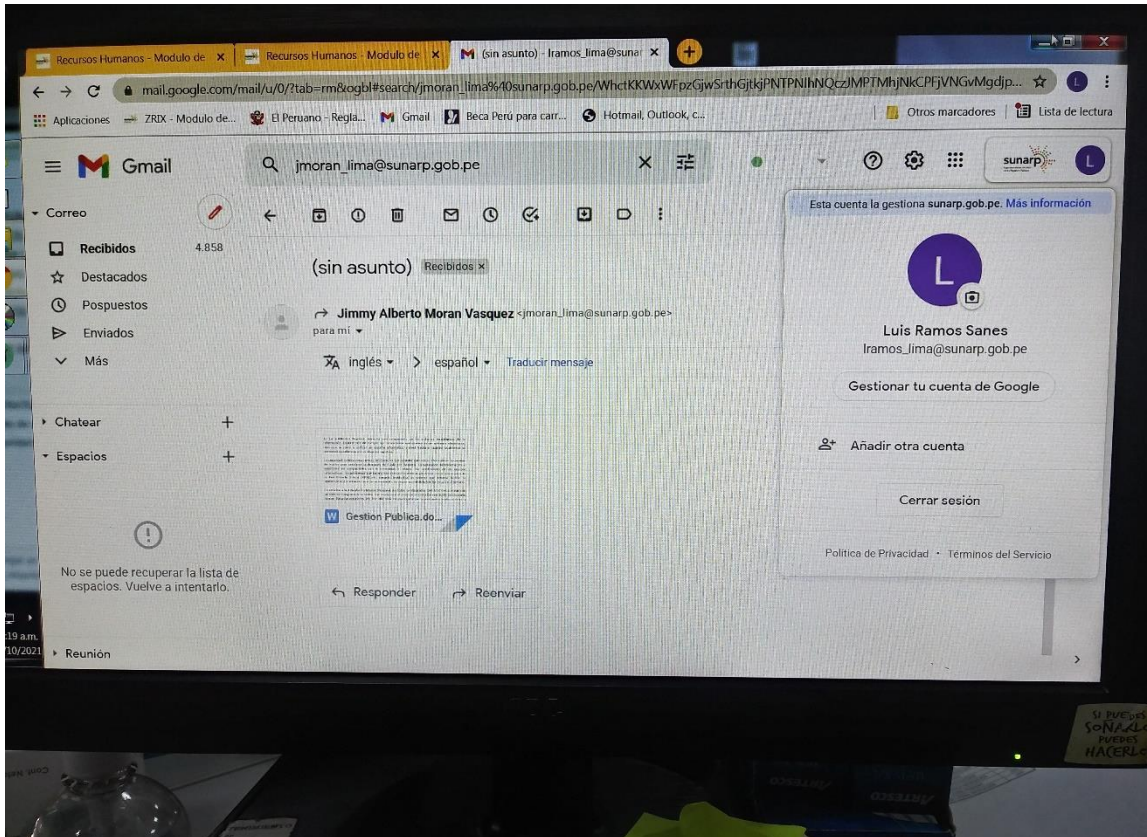 Recursos Humanos - Modulo de
Recursos Humanos - Modulo de
(sin asunto) - lramos_lima@sunar
mail.google.com/mail/u/0/?tab=rm&ogbl#search/jmoran_lima%40sunarp.gob.pe/
Aplicaciones
ZRIX - Modulo de...
El Peruano - Regla...
Gmail
Beca Perú para carr...
Hotmail, Outlook, c...
Otros marcadores
Lista de lectura
Gmail
jmoran_lima@sunarp.gob.pe
sunarp
L
Esta cuenta la gestiona sunarp.gob.pe. Más información
Correo
Recibidos 4.858
Destacados
Pospuestos
Enviados
Más
Chatear
Espacios
No se puede recuperar la lista de
espacios. Vuelve a intentarlo.
Reunión
(sin asunto) Recibidos
Jimmy Alberto Moran Vasquez <jmoran_lima@sunarp.gob.pe>
para mí
inglés > español Traducir mensaje
W Gestion Publica.do...
Responder
Reenviar
L
Luis Ramos Sanes
lramos_lima@sunarp.gob.pe
Gestionar tu cuenta de Google
Añadir otra cuenta
Cerrar sesión
Política de Privacidad • Términos del Servicio
:19 a.m.
10/2021
SI PUEDES
SOÑARLO
PUEDES
HACERLO
ARTESCO
ARTESCO